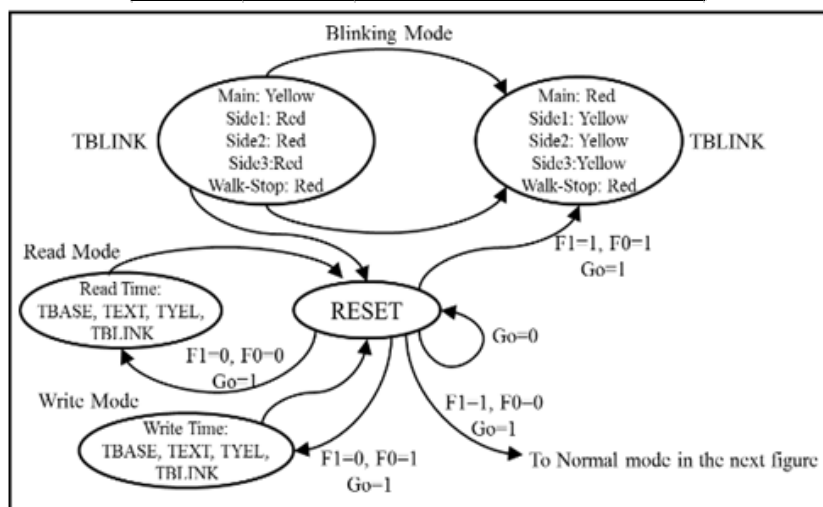 Blinking Mode
Main: Yellow
Side1: Red
Side2: Red
Side3:Red
Walk-Stop: Red
TBLINK
Main: Red
Side1: Yellow
Side2: Yellow
Side3:Yellow
Walk-Stop: Red
TBLINK
F1=1, F0=1
Go=1
Read Mode
Read Time:
TBASE, TEXT, TYEL,
TBLINK
RESET
Go=0
F1=0, F0=0
Go=1
Write Mode
Write Time:
TBASE, TEXT, TYEL,
TBLINK
F1=0, F0=1
Go=1
F1=1, F0=0
Go=1
To Normal mode in the next figure